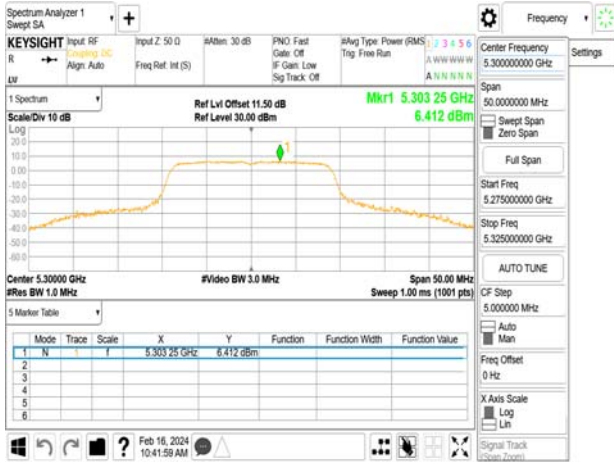 Spectrum Analyzer 1
Swept SA
Frequency
KEYSIGHT
Input: RF
Coupling: DC
Align: Auto
R
LXI
Input Z: 50 Ω
Freq Ref: Int (S)
#Atten: 30 dB
PNO: Fast
Gate: Off
IF Gain: Low
Sig Track: Off
#Avg Type: Power (RMS
Trig: Free Run
1 2 3 4 5 6
A W W W W W
A N N N N N
Center Frequency
5.300000000 GHz
Settings
Span
50.0000000 MHz
Swept Span
Zero Span
Full Span
Start Freq
5.275000000 GHz
Stop Freq
5.325000000 GHz
AUTO TUNE
CF Step
5.000000 MHz
Auto
Man
Freq Offset
0 Hz
X Axis Scale
Log
Lin
Signal Track
(Span Zoom)
1 Spectrum
Scale/Div 10 dB
Ref Lvl Offset 11.50 dB
Ref Level 30.00 dBm
Mkr1 5.303 25 GHz
6.412 dBm
Log
20.0
10.0
0.00
-10.0
-20.0
-30.0
-40.0
-50.0
-60.0
1
Center 5.30000 GHz
#Res BW 1.0 MHz
#Video BW 3.0 MHz
Span 50.00 MHz
Sweep 1.00 ms (1001 pts)
5 Marker Table
Mode Trace Scale X Y Function Function Width Function Value
1 N 1 f 5.303 25 GHz 6.412 dBm
2
3
4
5
6
Feb 16, 2024
10:41:59 AM